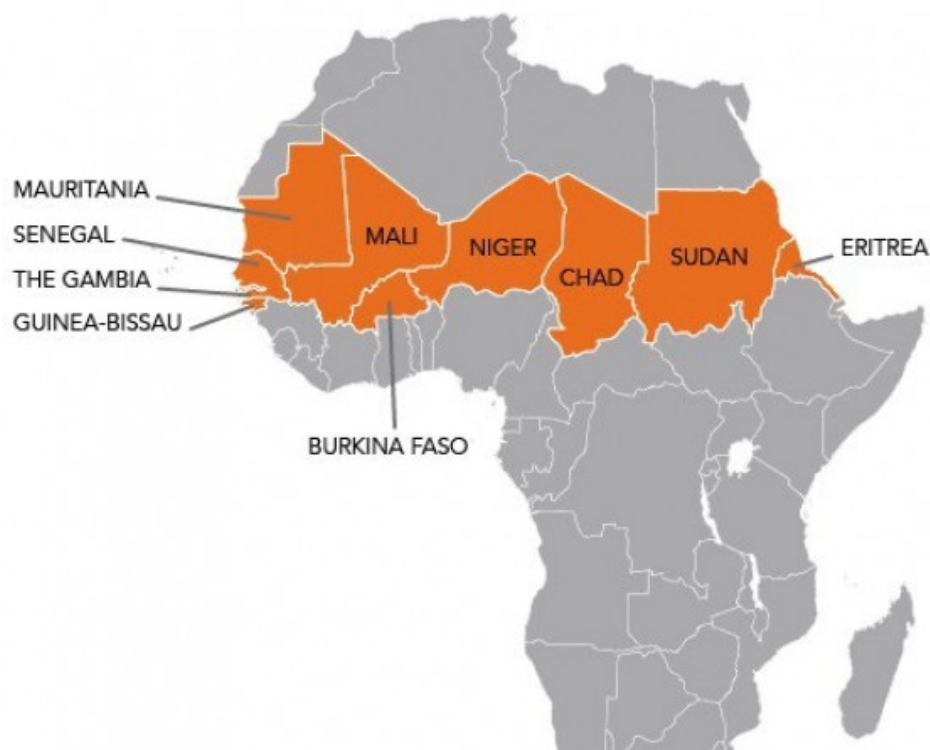 MAURITANIA
SENEGAL
THE GAMBIA
GUINEA-BISSAU
MALI
NIGER
CHAD
SUDAN
ERITREA
BURKINA FASO